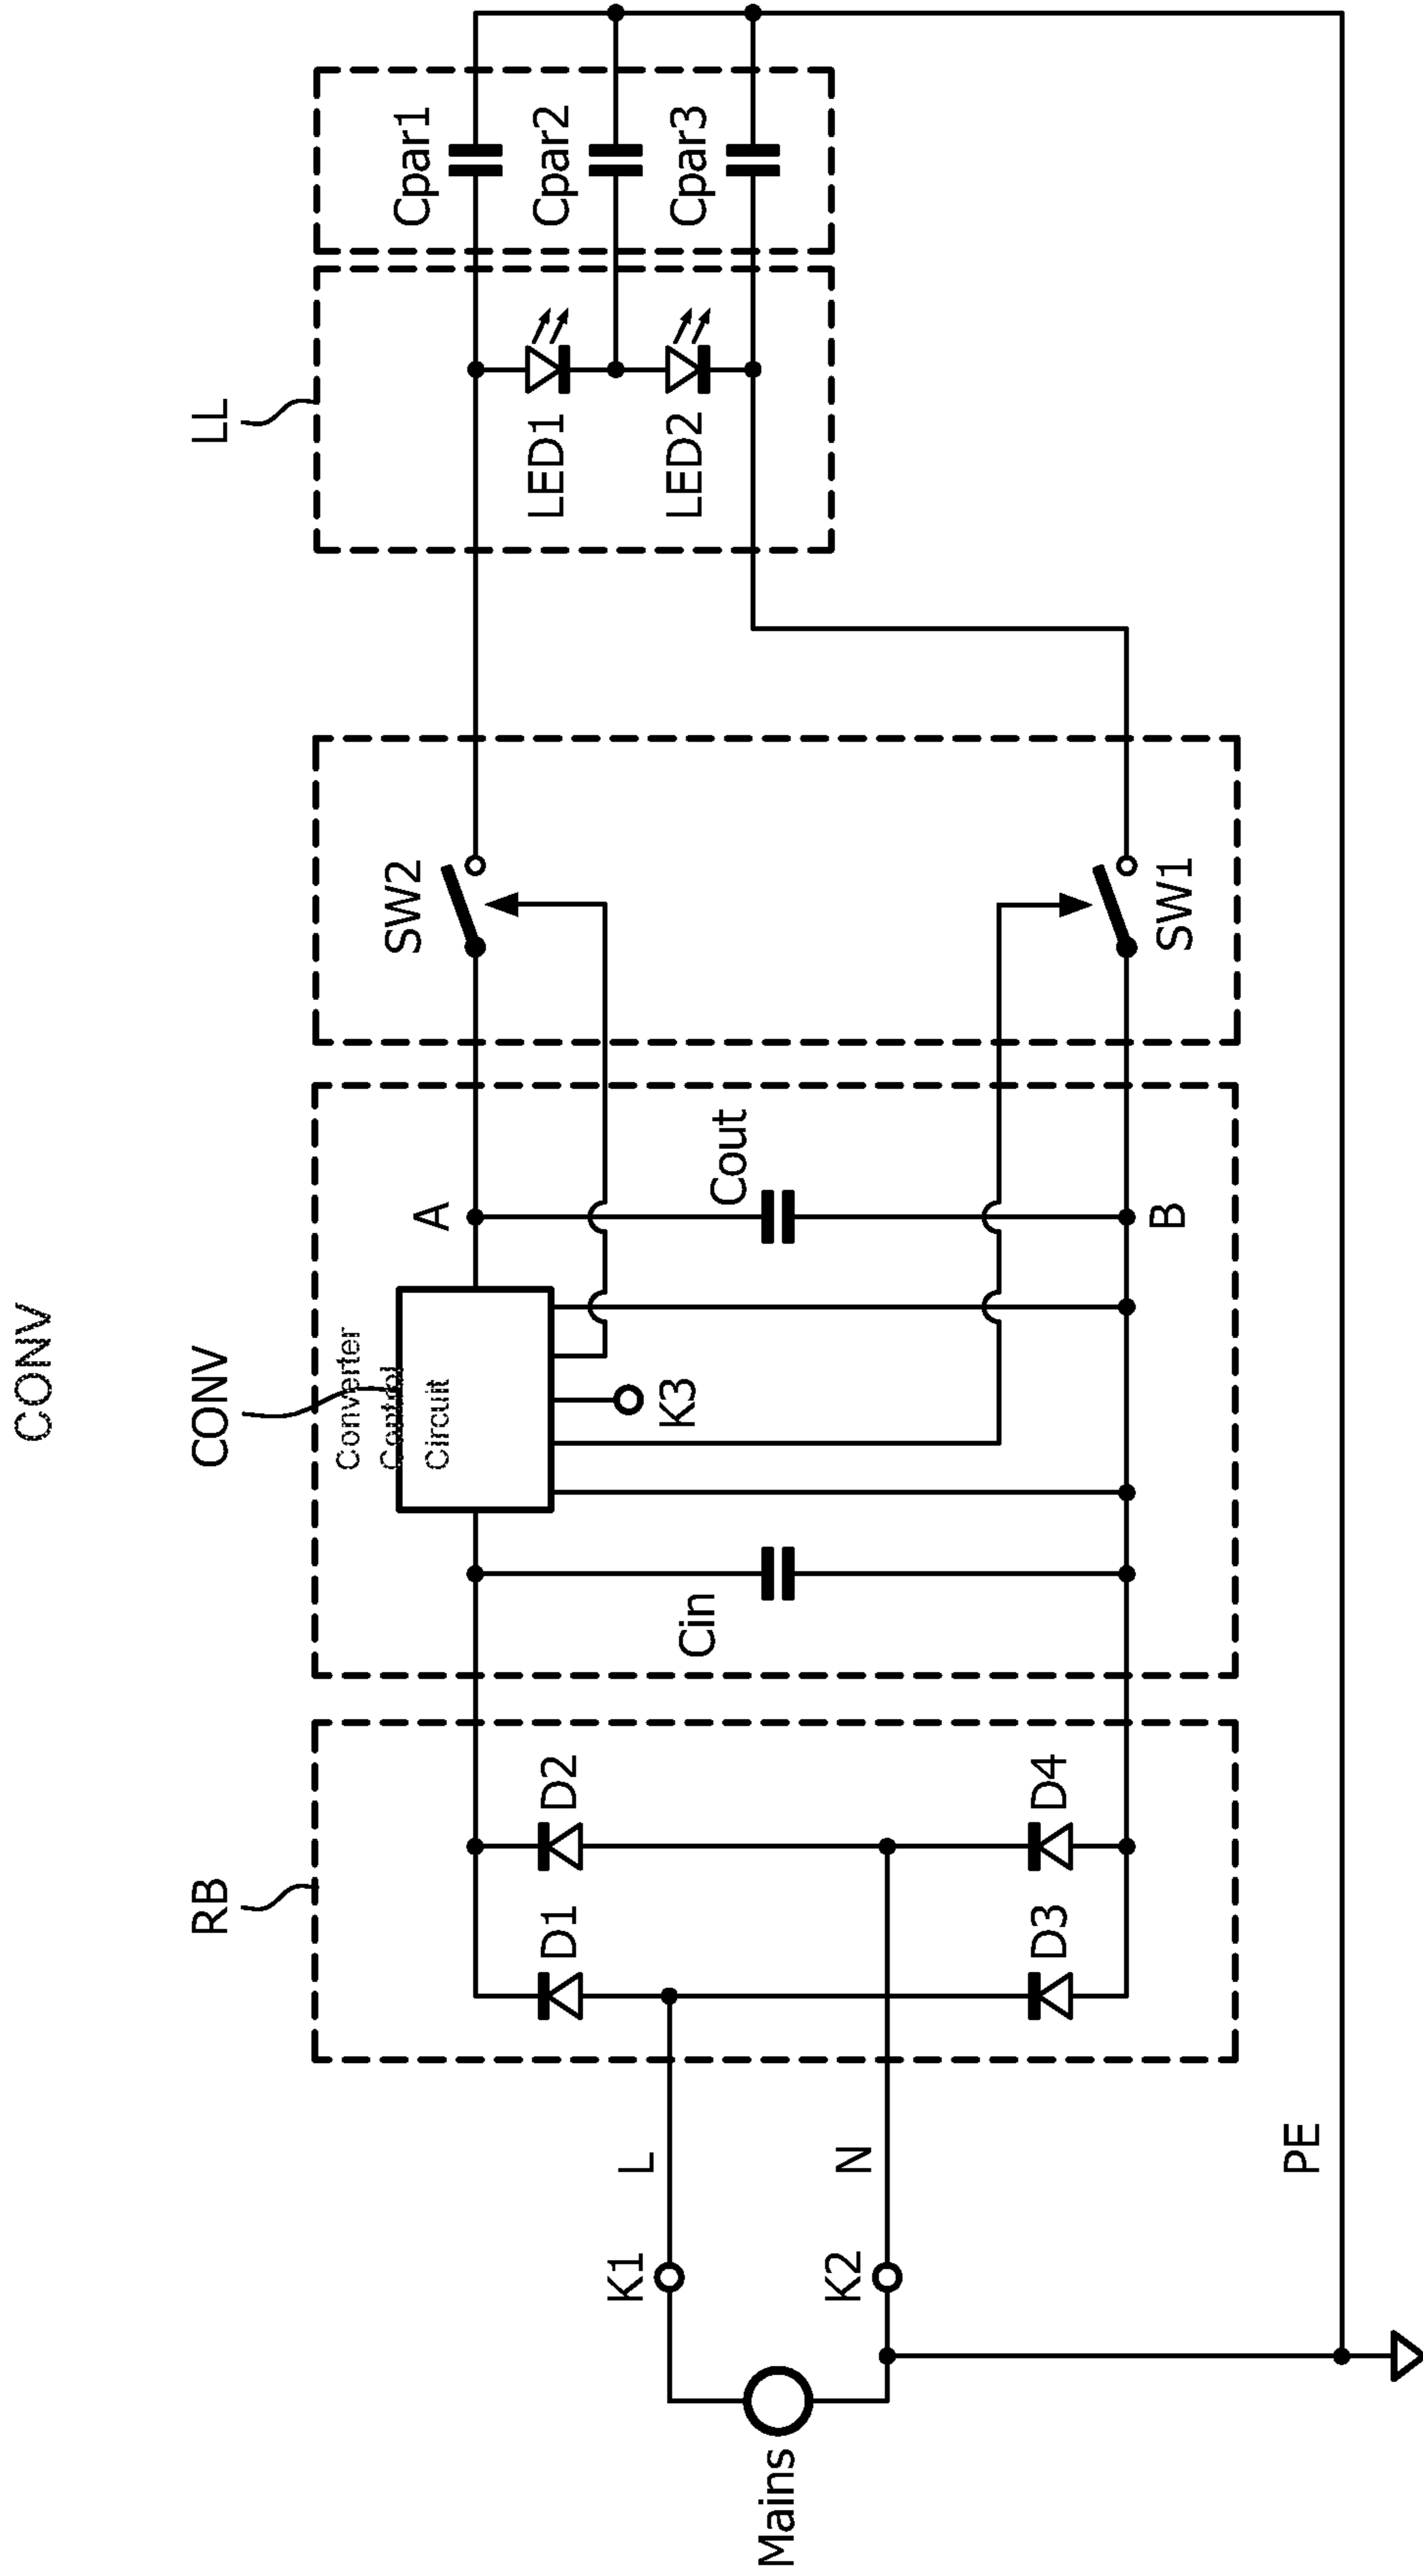 CONV
RB
CONV
LL
Converter
Control
Circuit
A
SW2
Cpar1
D1
D2
LED1
Cpar2
K1
L
K3
LED2
Cpar3
Cin
Cout
Mains
K2
N
D3
D4
B
SW1
PE